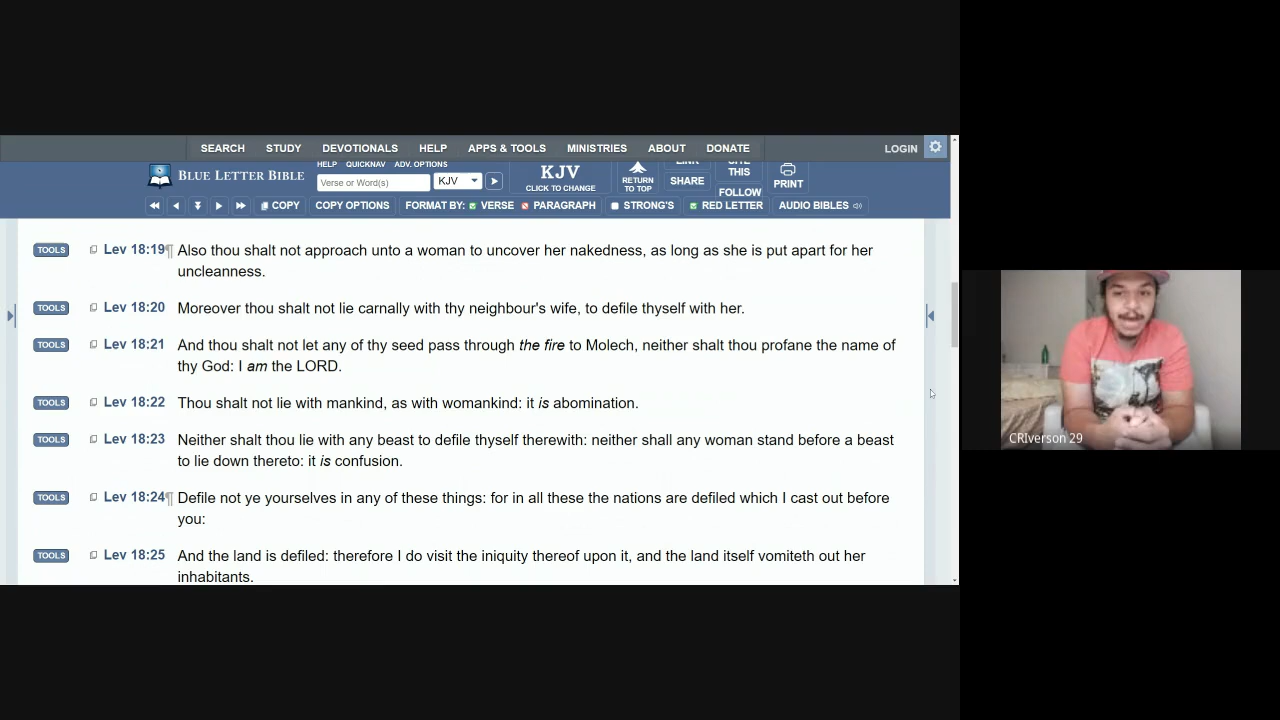 SEARCH STUDY DEVOTIONALS HELP APPS & TOOLS MINISTRIES ABOUT DONATE LOGIN
HELP QUICKNAV ADV. OPTIONS
BLUE LETTER BIBLE
Verse or Word(s) KJV
KJV
CLICK TO CHANGE
RETURN
TO TOP
LINK
SHARE
CITE
THIS
FOLLOW
PRINT
COPY COPY OPTIONS FORMAT BY: VERSE PARAGRAPH STRONG'S RED LETTER AUDIO BIBLES
TOOLS Lev 18:19¶ Also thou shalt not approach unto a woman to uncover her nakedness, as long as she is put apart for her
uncleanness.
TOOLS Lev 18:20 Moreover thou shalt not lie carnally with thy neighbour's wife, to defile thyself with her.
TOOLS Lev 18:21 And thou shalt not let any of thy seed pass through the fire to Molech, neither shalt thou profane the name of
thy God: I am the LORD.
TOOLS Lev 18:22 Thou shalt not lie with mankind, as with womankind: it is abomination.
TOOLS Lev 18:23 Neither shalt thou lie with any beast to defile thyself therewith: neither shall any woman stand before a beast
to lie down thereto: it is confusion.
TOOLS Lev 18:24¶ Defile not ye yourselves in any of these things: for in all these the nations are defiled which I cast out before
you:
TOOLS Lev 18:25 And the land is defiled: therefore I do visit the iniquity thereof upon it, and the land itself vomiteth out her
inhabitants.
CRIverson 29